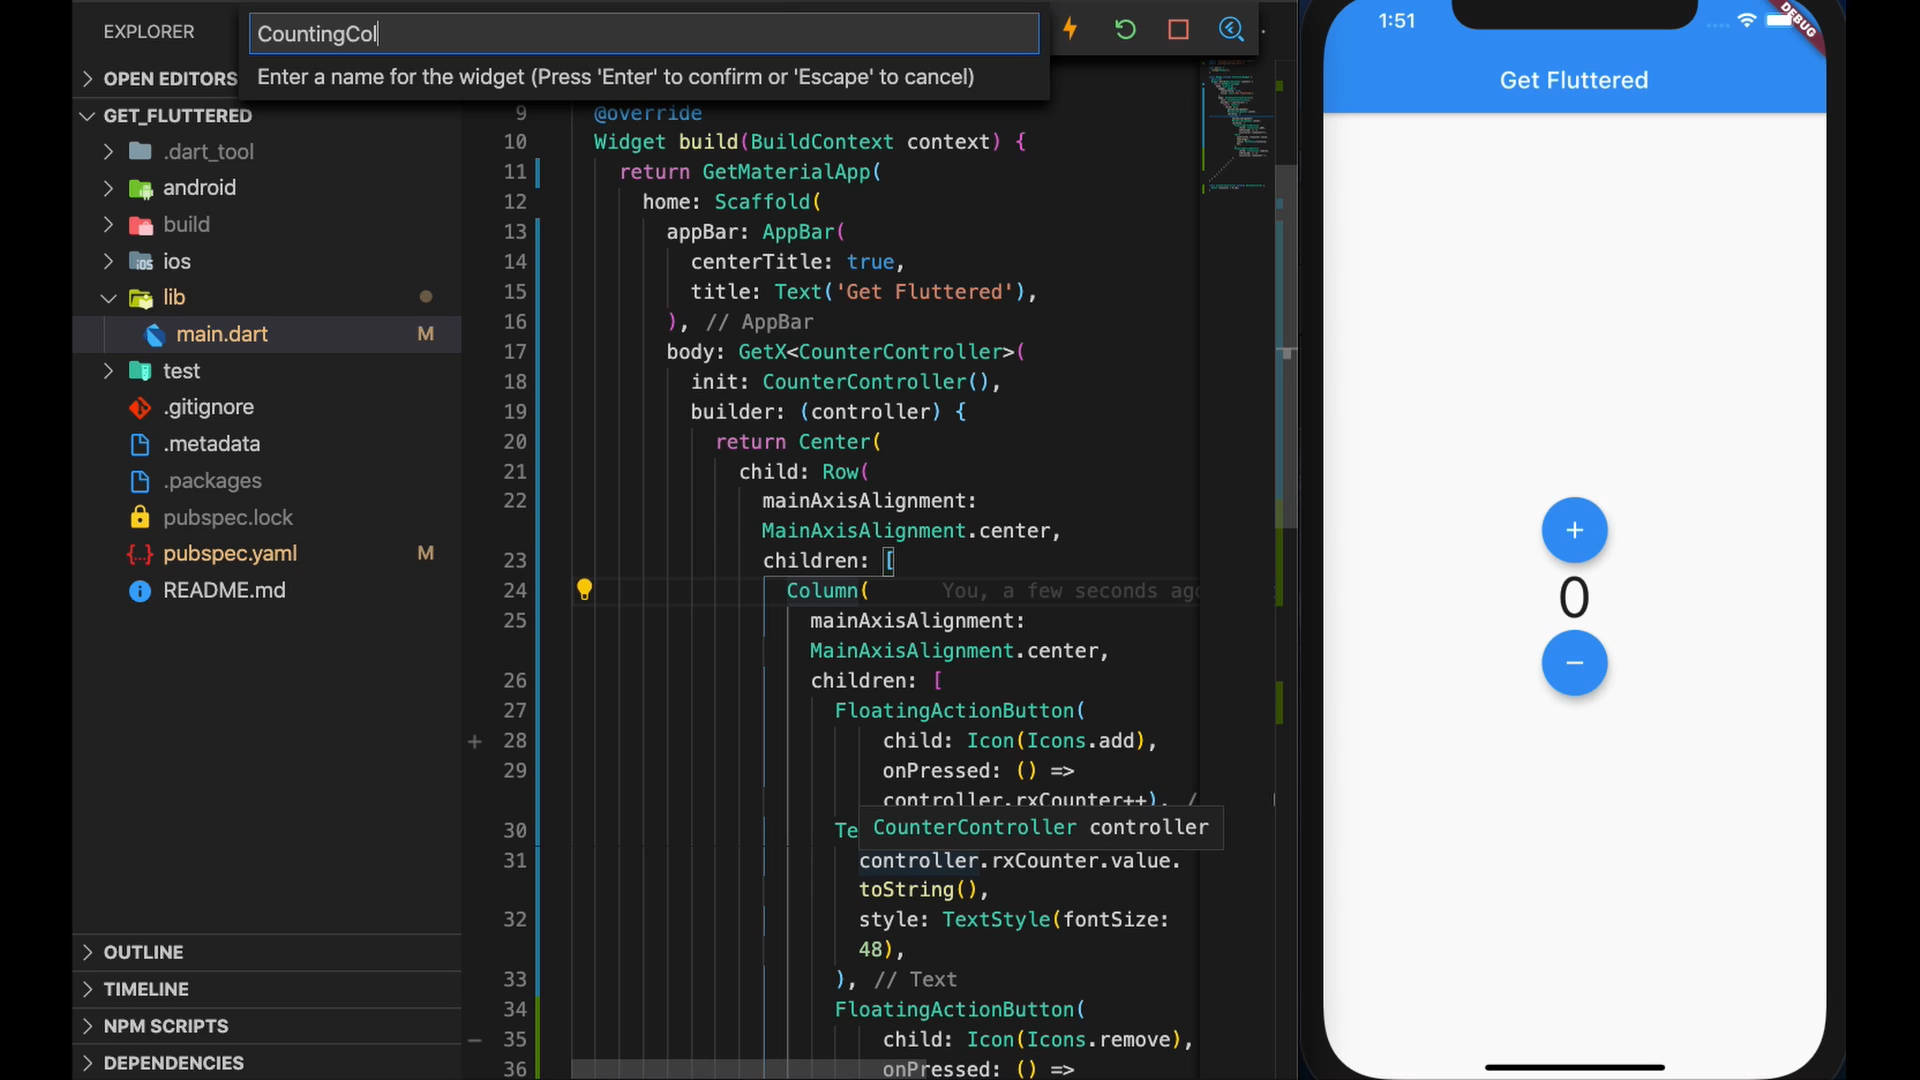 EXPLORER
OPEN EDITORS
GET_FLUTTERED
.dart_tool
android
build
ios
lib
main.dart M
test
.gitignore
.metadata
.packages
pubspec.lock
pubspec.yaml M
README.md
OUTLINE
TIMELINE
NPM SCRIPTS
DEPENDENCIES
CountingCol
Enter a name for the widget (Press 'Enter' to confirm or 'Escape' to cancel)
9 @override
10 Widget build(BuildContext context) {
11 return GetMaterialApp(
12 home: Scaffold(
13 appBar: AppBar(
14 centerTitle: true,
15 title: Text('Get Fluttered'),
16 ), // AppBar
17 body: GetX<CounterController>(
18 init: CounterController(),
19 builder: (controller) {
20 return Center(
21 child: Row(
22 mainAxisAlignment:
MainAxisAlignment.center,
23 children: [
24 Column( You, a few seconds ago
25 mainAxisAlignment:
MainAxisAlignment.center,
26 children: [
27 FloatingActionButton(
28 child: Icon(Icons.add),
29 onPressed: () =>
controller.rxCounter++), /
30 Te
CounterController controller
31 controller.rxCounter.value.
toString(),
32 style: TextStyle(fontSize:
48),
33 ), // Text
34 FloatingActionButton(
35 child: Icon(Icons.remove),
36 onPressed: () =>
1:51
DEBUG
Get Fluttered
+
0
−